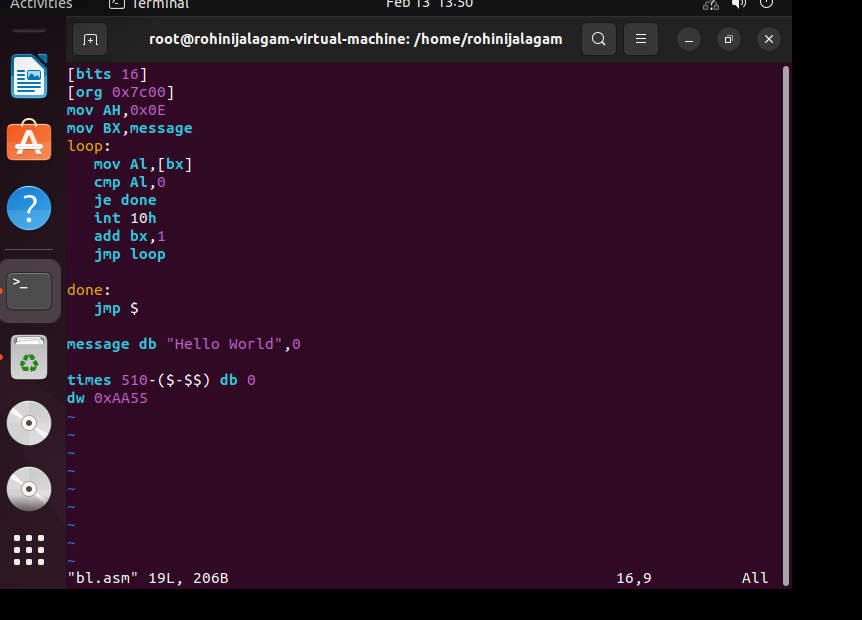 Activities
Terminal
Feb 13 13:50
root@rohinijalagam-virtual-machine: /home/rohinijalagam
[bits 16]
[org 0x7c00]
mov AH,0x0E
mov BX,message
loop:
   mov Al,[bx]
   cmp Al,0
   je done
   int 10h
   add bx,1
   jmp loop

done:
   jmp $

message db "Hello World",0

times 510-($-$$) db 0
dw 0xAA55
~
~
~
~
~
~
~
~
~
"bl.asm" 19L, 206B 16,9 All